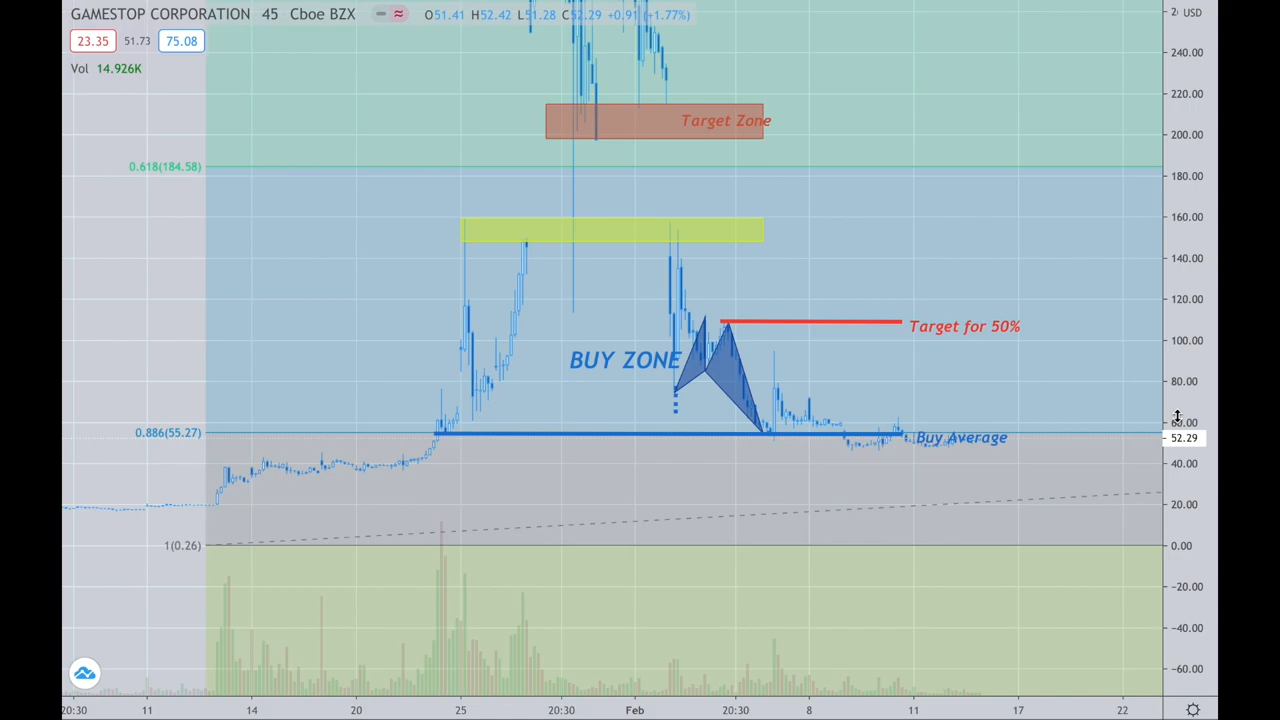 GAMESTOP CORPORATION 45 Cboe BZX O51.41 H52.42 L51.28 C52.29 +0.91 (+1.77%)
USD
23.35 51.73 75.08
Vol 14.926K
240.00
220.00
Target Zone
200.00
0.618(184.58)
180.00
160.00
140.00
120.00
Target for 50%
100.00
BUY ZONE
80.00
60.00
0.886(55.27)
Buy Average
52.29
40.00
20.00
1(0.26)
0.00
−20.00
−40.00
−60.00
20:30 11 14 20 25 20:30 Feb 20:30 8 11 17 22